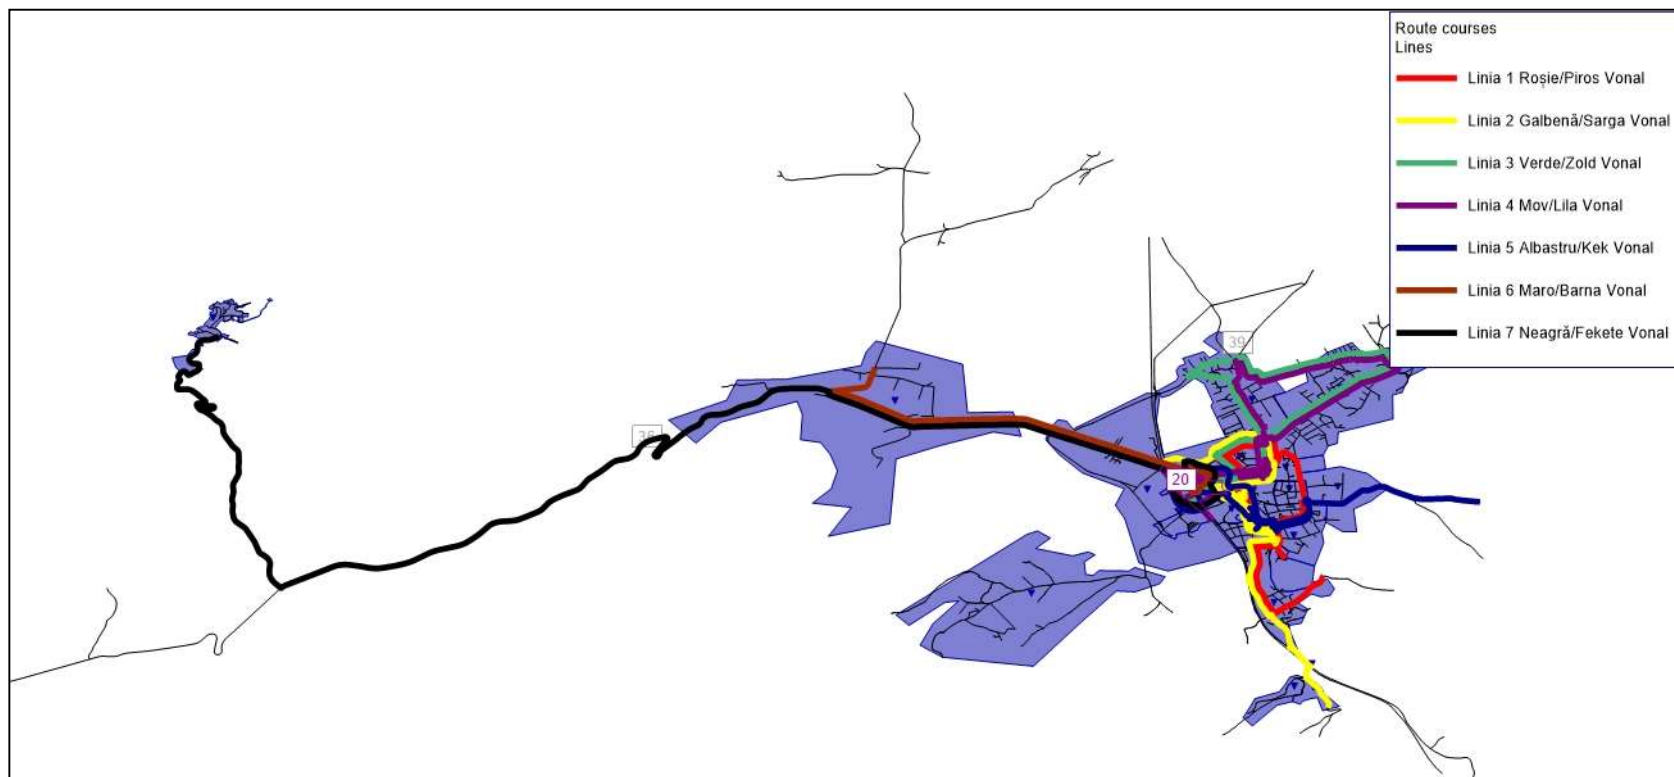 Route courses
Lines
Linia 1 Roșie/Piros Vonal
Linia 2 Galbenă/Sarga Vonal
Linia 3 Verde/Zold Vonal
Linia 4 Mov/Lila Vonal
Linia 5 Albastru/Kek Vonal
Linia 6 Maro/Barna Vonal
Linia 7 Neagră/Fekete Vonal
39
20